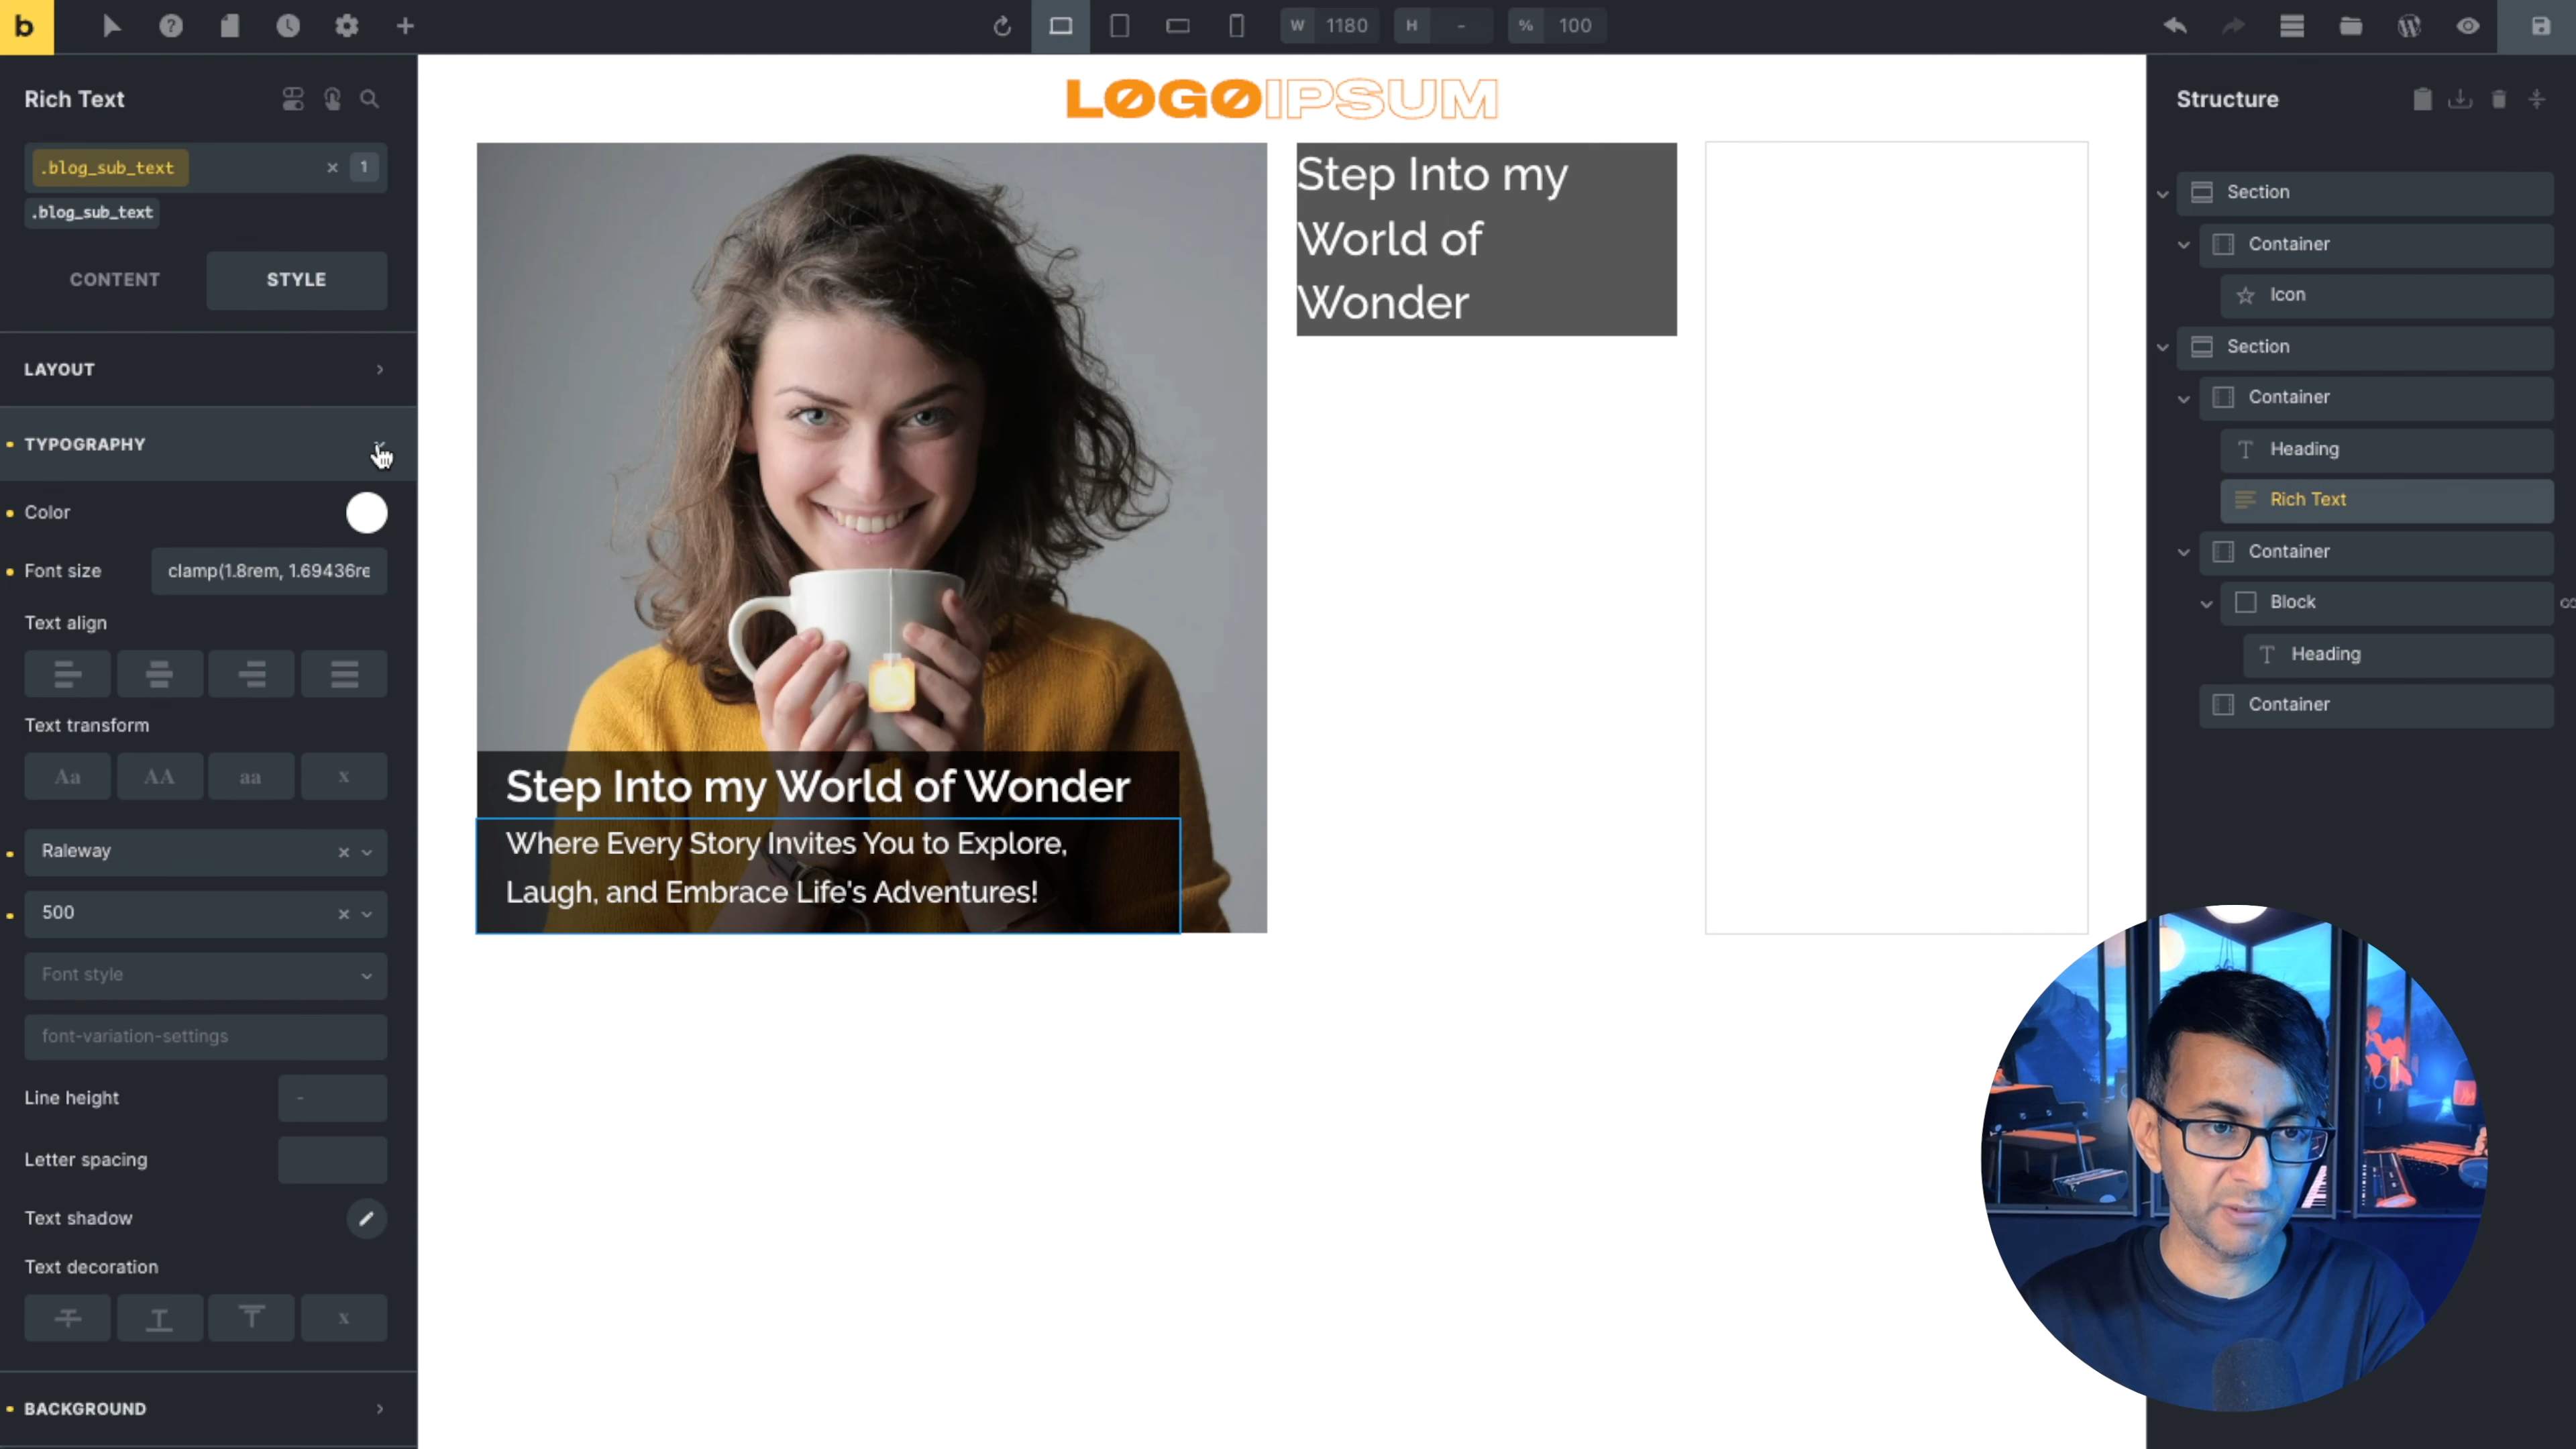 b
W 1180
H -
% 100
Rich Text
.blog_sub_text
× 1
.blog_sub_text
CONTENT
STYLE
LAYOUT
TYPOGRAPHY
Color
Font size
clamp(1.8rem, 1.69436re
Text align
Text transform
Aa
AA
aa
x
Raleway
500
Font style
font-variation-settings
Line height
-
Letter spacing
Text shadow
Text decoration
x
BACKGROUND
LOGOIPSUM
Step Into my World of Wonder
Where Every Story Invites You to Explore,
Laugh, and Embrace Life's Adventures!
Step Into my
World of
Wonder
Structure
Section
Container
Icon
Section
Container
Heading
Rich Text
Container
Block
Heading
Container